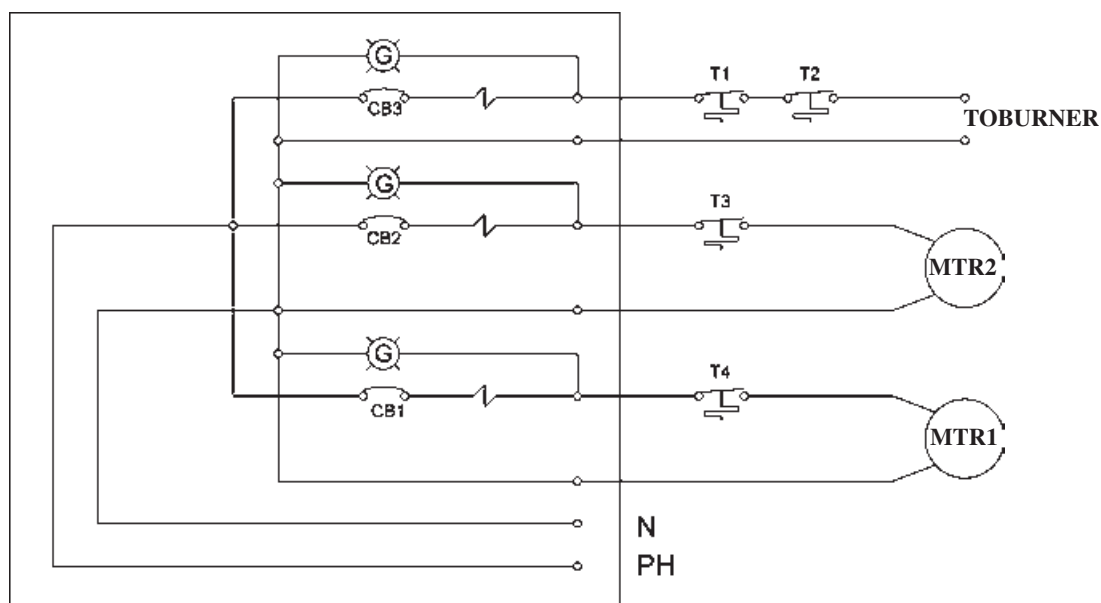 G
T1 T2
CB3
TOBURNER
G
T3
CB2
MTR2
G
T4
CB1
MTR1
N
PH